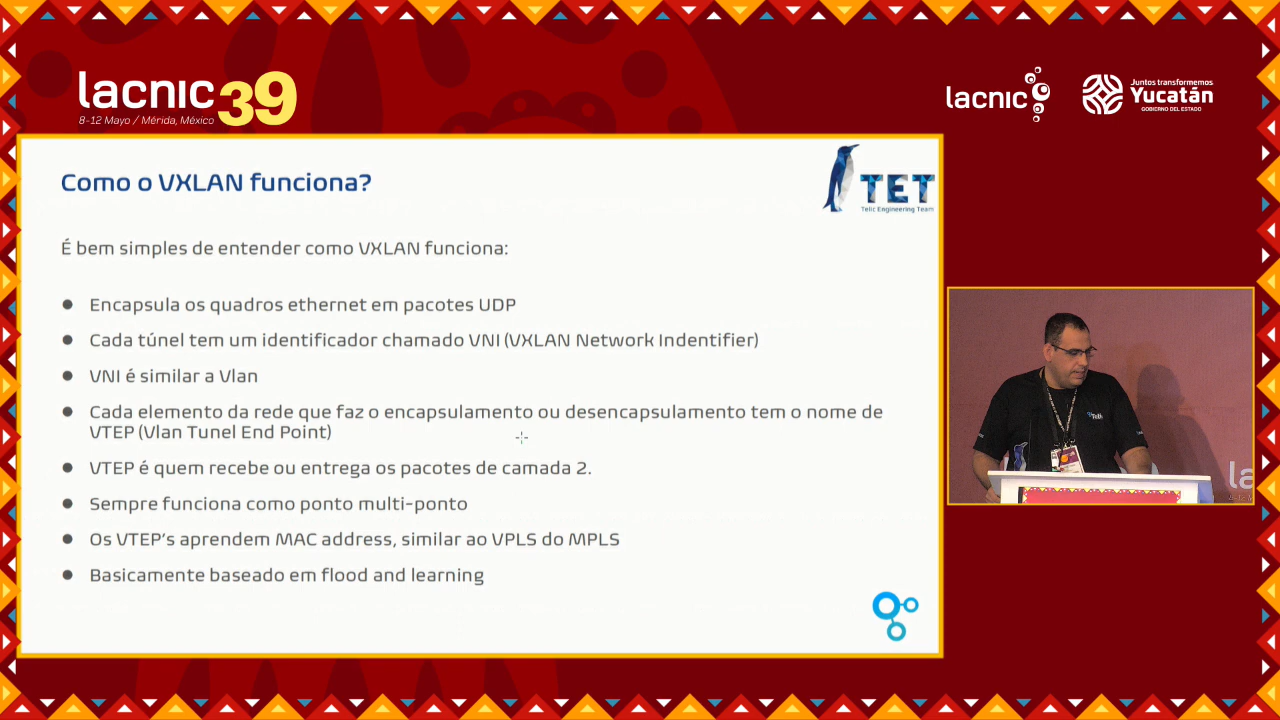 lacnic 39
8-12 Mayo / Mérida, México
lacnic
Juntos transformemos
Yucatán
GOBIERNO DEL ESTADO
Como o VXLAN funciona?
TET
Telic Engineering Team
É bem simples de entender como VXLAN funciona:
● Encapsula os quadros ethernet em pacotes UDP
● Cada túnel tem um identificador chamado VNI (VXLAN Network Indentifier)
● VNI é similar a Vlan
● Cada elemento da rede que faz o encapsulamento ou desencapsulamento tem o nome de
VTEP (Vlan Tunel End Point)
● VTEP é quem recebe ou entrega os pacotes de camada 2.
● Sempre funciona como ponto multi-ponto
● Os VTEP's aprendem MAC address, similar ao VPLS do MPLS
● Basicamente baseado em flood and learning